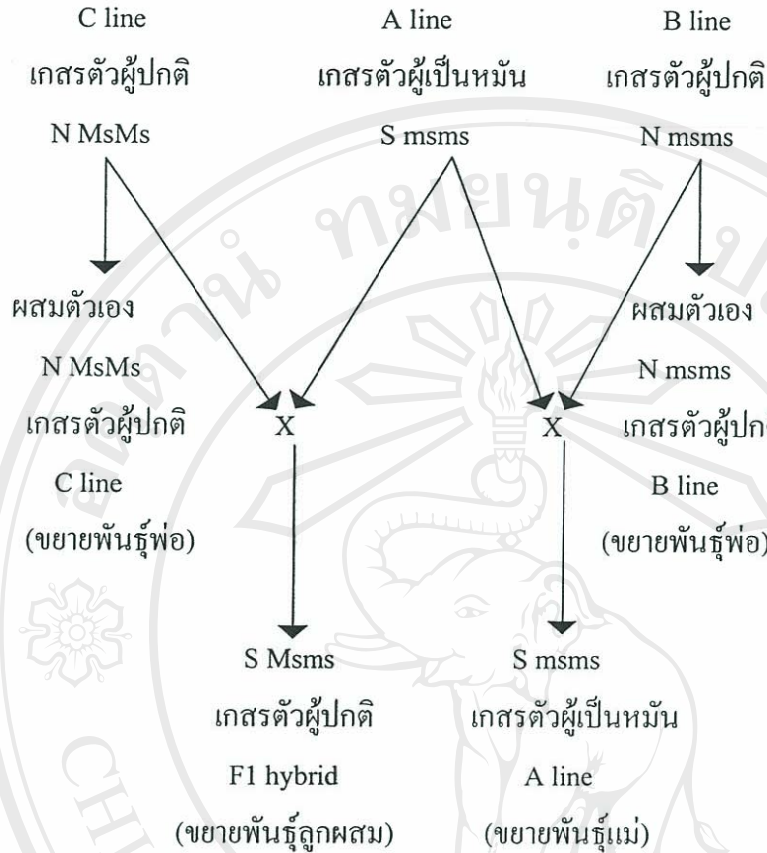 C line A line B line
เกสรตัวผู้ปกติ เกสรตัวผู้เป็นหมัน เกสรตัวผู้ปกติ
N MsMs S msms N msms
ผสมตัวเอง ผสมตัวเอง
N MsMs N msms
เกสรตัวผู้ปกติ X X เกสรตัวผู้ปกติ
C line B line
(ขยายพันธุ์พ่อ) (ขยายพันธุ์พ่อ)
S Msms S msms
เกสรตัวผู้ปกติ เกสรตัวผู้เป็นหมัน
F1 hybrid A line
(ขยายพันธุ์ลูกผสม) (ขยายพันธุ์แม่)